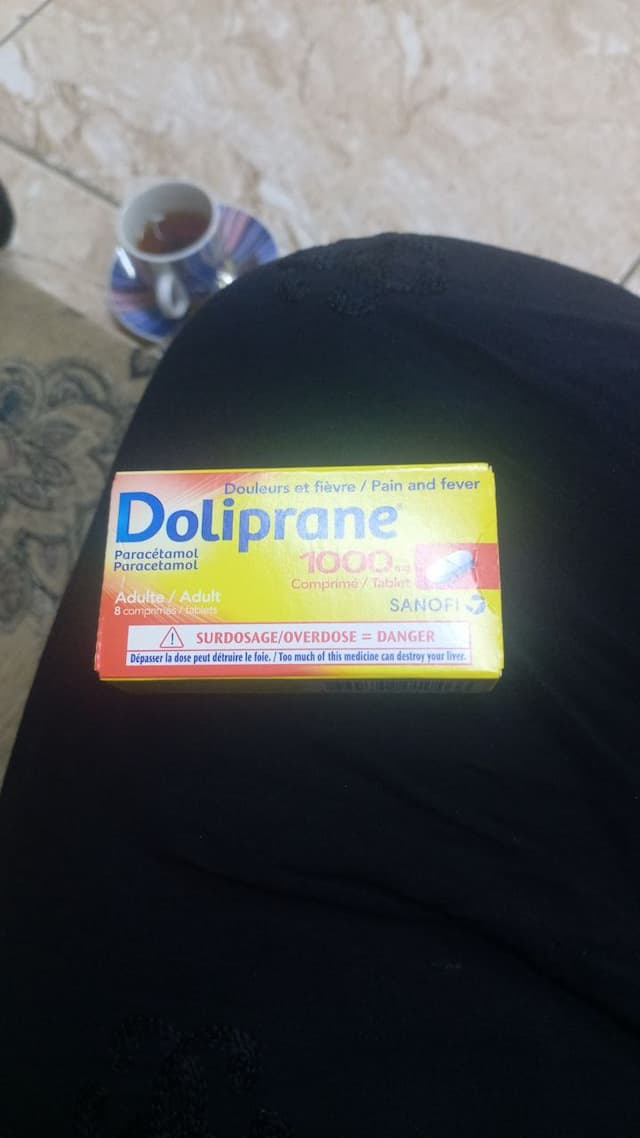 Douleurs et fièvre / Pain and fever
Doliprane®
Paracétamol
Paracetamol
1000 mg
Comprimé / Tablet
Adulte / Adult
8 comprimés / tablets
SANOFI
SURDOSAGE/OVERDOSE = DANGER
Dépasser la dose peut détruire le foie. / Too much of this medicine can destroy your liver.